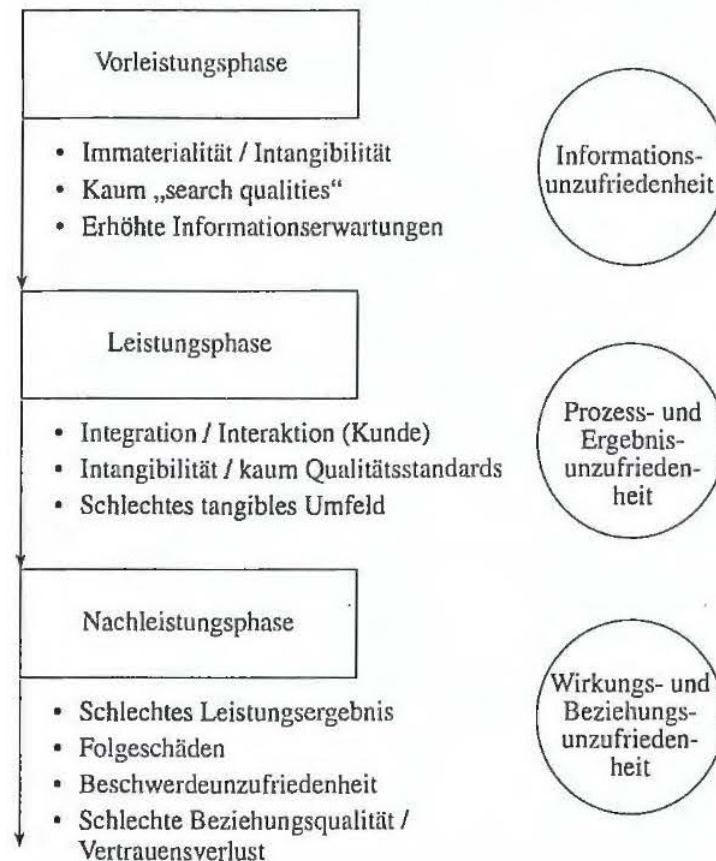 Vorleistungsphase
• Immaterialität / Intangibilität
• Kaum „search qualities“
• Erhöhte Informationserwartungen
Informations-
unzufriedenheit
Leistungsphase
• Integration / Interaktion (Kunde)
• Intangibilität / kaum Qualitätsstandards
• Schlechtes tangibles Umfeld
Prozess- und
Ergebnis-
unzufrieden-
heit
Nachleistungsphase
• Schlechtes Leistungsergebnis
• Folgeschäden
• Beschwerdeunzufriedenheit
• Schlechte Beziehungsqualität /
Vertrauensverlust
Wirkungs- und
Beziehungs-
unzufrieden-
heit